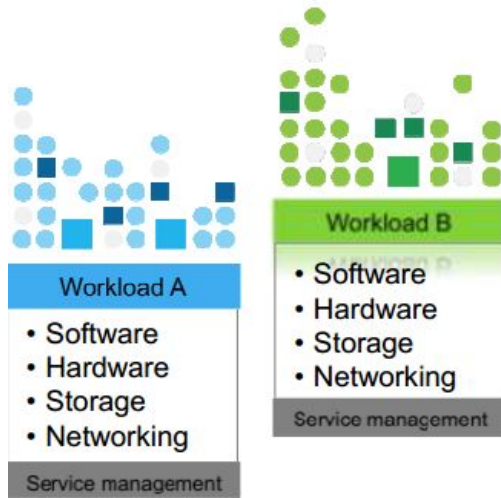 Workload A
• Software
• Hardware
• Storage
• Networking
Service management
Workload B
• Software
• Hardware
• Storage
• Networking
Service management